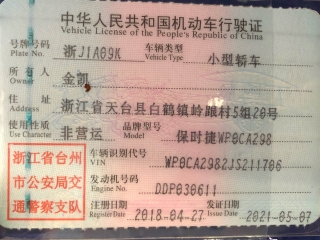 中华人民共和国机动车行驶证
Vehicle License of the People's Republic of China
号牌号码 Plate No. 浙J1A09K 车辆类型 Vehicle Type 小型轿车
所有人 Owner 金凯
住址 Address 浙江省天台县白鹤镇岭跟村5组20号
使用性质 Use Character 非营运 品牌型号 Model 保时捷WP0CA298
浙江省台州
市公安局交
通警察支队
车辆识别代号 VIN WP0CA2982JS211706
发动机号码 Engine No. DDP030611
注册日期 Register Date 2018-04-27 发证日期 Issue Date 2021-05-07